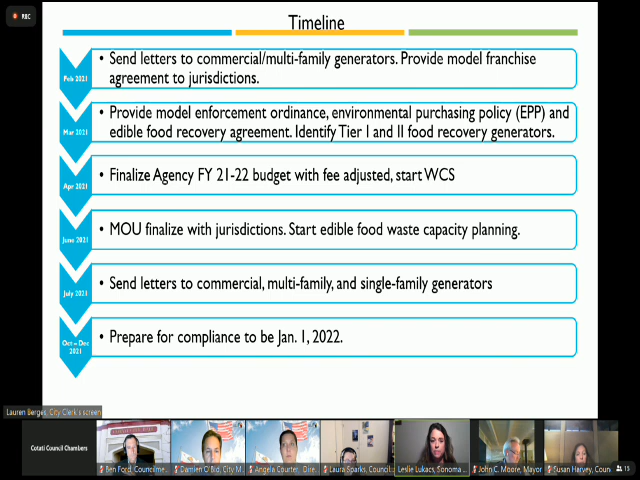 REC
Timeline
Feb 2021
• Send letters to commercial/multi-family generators. Provide model franchise
agreement to jurisdictions.
Mar 2021
• Provide model enforcement ordinance, environmental purchasing policy (EPP) and
edible food recovery agreement. Identify Tier I and II food recovery generators.
Apr 2021
• Finalize Agency FY 21-22 budget with fee adjusted, start WCS
June 2021
• MOU finalize with jurisdictions. Start edible food waste capacity planning.
July 2021
• Send letters to commercial, multi-family, and single-family generators
Oct – Dec
2021
• Prepare for compliance to be Jan. 1, 2022.
Lauren Berges, City Clerk's screen
Cotati Council Chambers
Ben Ford, Councilme...
Damien O'Bid, City M...
Angela Courter, Dire...
Laura Sparks, Council...
Leslie Lukacs, Sonoma ...
John C. Moore, Mayor
Susan Harvey, Coun
15